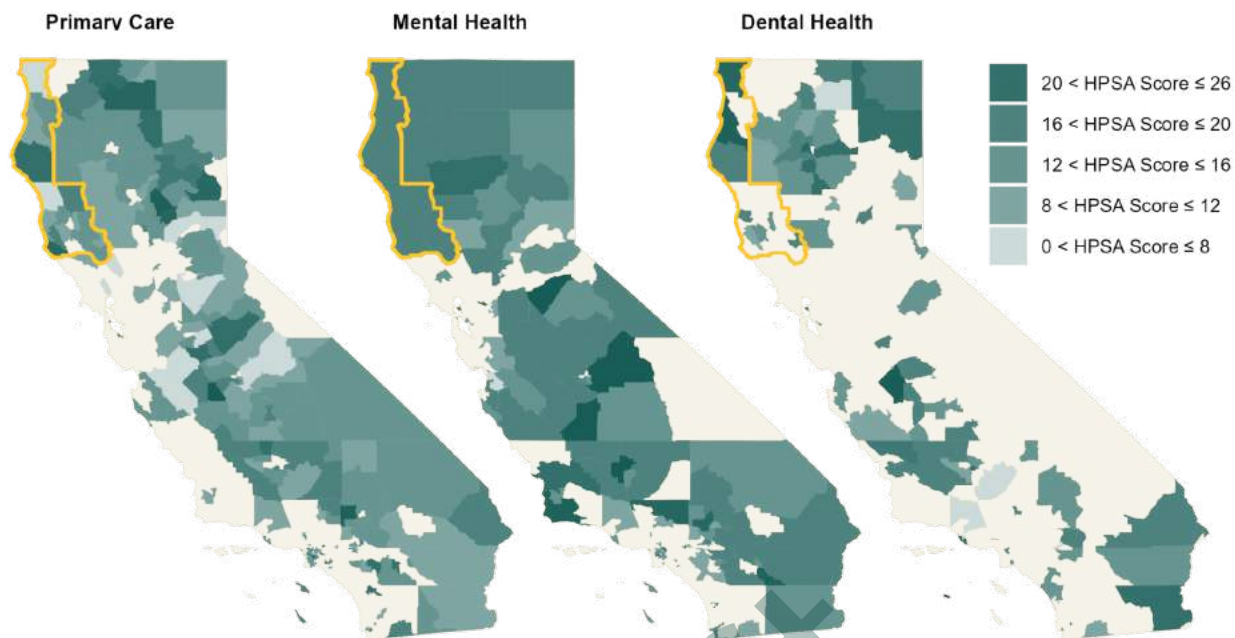 Primary Care
Mental Health
Dental Health
20 < HPSA Score ≤ 26
16 < HPSA Score ≤ 20
12 < HPSA Score ≤ 16
8 < HPSA Score ≤ 12
0 < HPSA Score ≤ 8